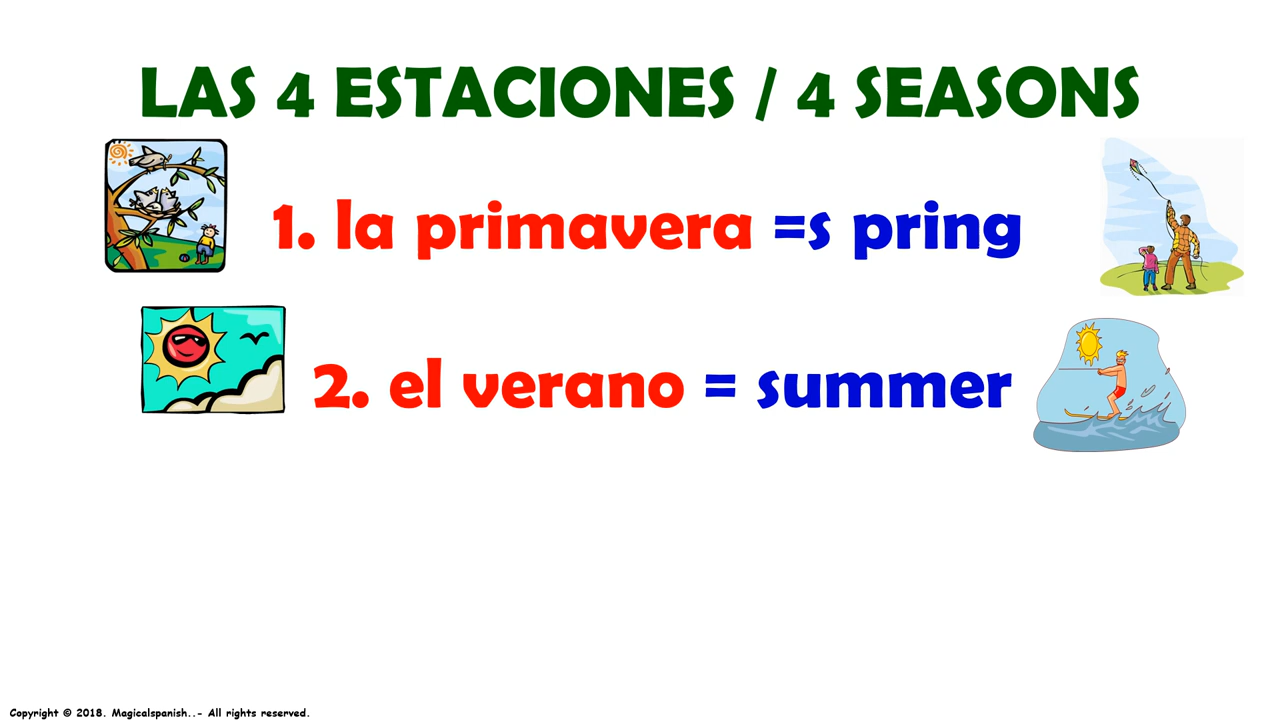 LAS 4 ESTACIONES / 4 SEASONS
1. la primavera =s pring
2. el verano = summer
Copyright © 2018. Magicalspanish..- All rights reserved.